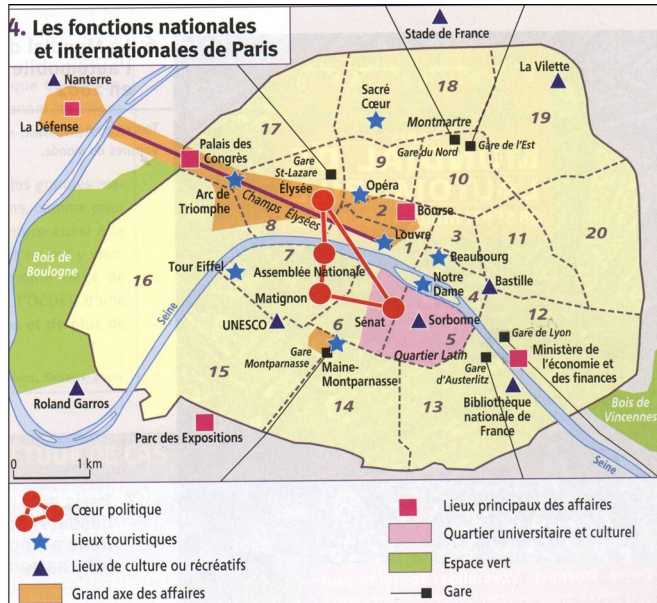 4. Les fonctions nationales
et internationales de Paris
Stade de France
Nanterre
La Défense
La Villette
Sacré
Cœur
18
Montmartre
19
17
Palais des
Congrès
Gare
St-Lazare
9
Gare du Nord
Gare de l'Est
10
Élysée
Opéra
Arc de
Triomphe
Champs Elysées
2
Bourse
8
Louvre
1
3
11
20
Bois de
Boulogne
16
7
Beaubourg
Tour Eiffel
Assemblée Nationale
Notre
Dame
Bastille
Matignon
4
Seine
UNESCO
6
Sénat
Sorbonne
12
Gare de Lyon
5
Quartier Latin
Ministère de
l'économie et
des finances
15
Gare
Montparnasse
Maine-
Montparnasse
Gare
d'Austerlitz
Roland Garros
14
13
Bibliothèque
nationale de
France
Bois de
Vincennes
Parc des Expositions
Seine
0 1 km
Cœur politique
Lieux touristiques
Lieux de culture ou récréatifs
Grand axe des affaires
Lieux principaux des affaires
Quartier universitaire et culturel
Espace vert
Gare